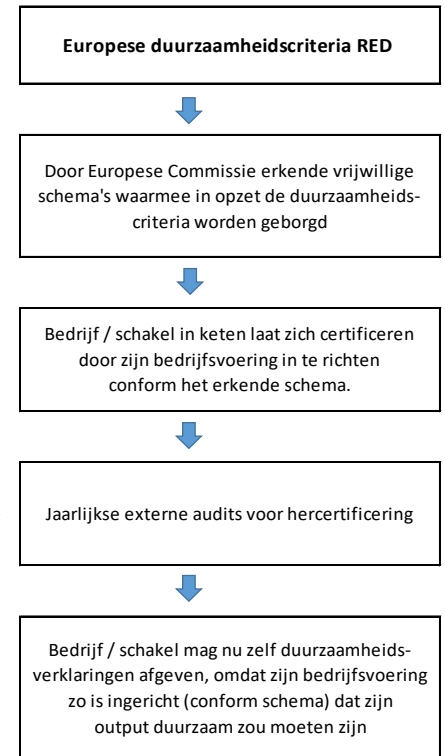 Europese duurzaamheidscriteria RED
Door Europese Commissie erkende vrijwillige
schema's waarmee in opzet de duurzaamheids-
criteria worden geborgd
Bedrijf / schakel in keten laat zich certificeren
door zijn bedrijfsvoering in te richten
conform het erkende schema.
Jaarlijkse externe audits voor hercertificering
Bedrijf / schakel mag nu zelf duurzaamheids-
verklaringen afgeven, omdat zijn bedrijfsvoering
zo is ingericht (conform schema) dat zijn
output duurzaam zou moeten zijn